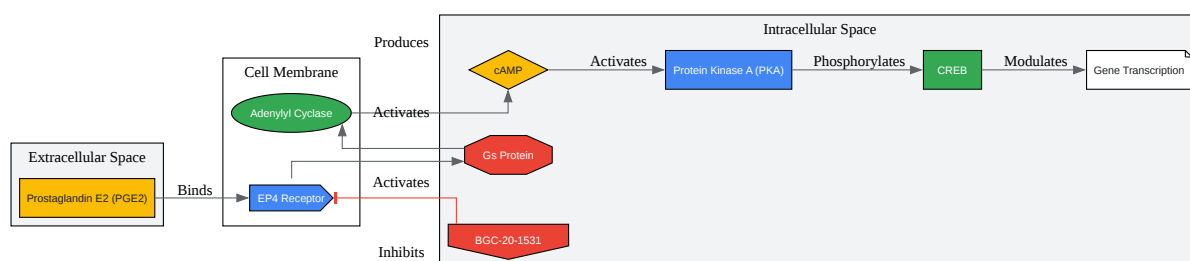 Intracellular Space
Produces
cAMP
Activates
Protein Kinase A (PKA)
Phosphorylates
CREB
Modulates
Gene Transcription
Cell Membrane
Adenylyl Cyclase
Activates
Gs Protein
Extracellular Space
Prostaglandin E2 (PGE2)
Binds
EP4 Receptor
Activates
BGC-20-1531
Inhibits